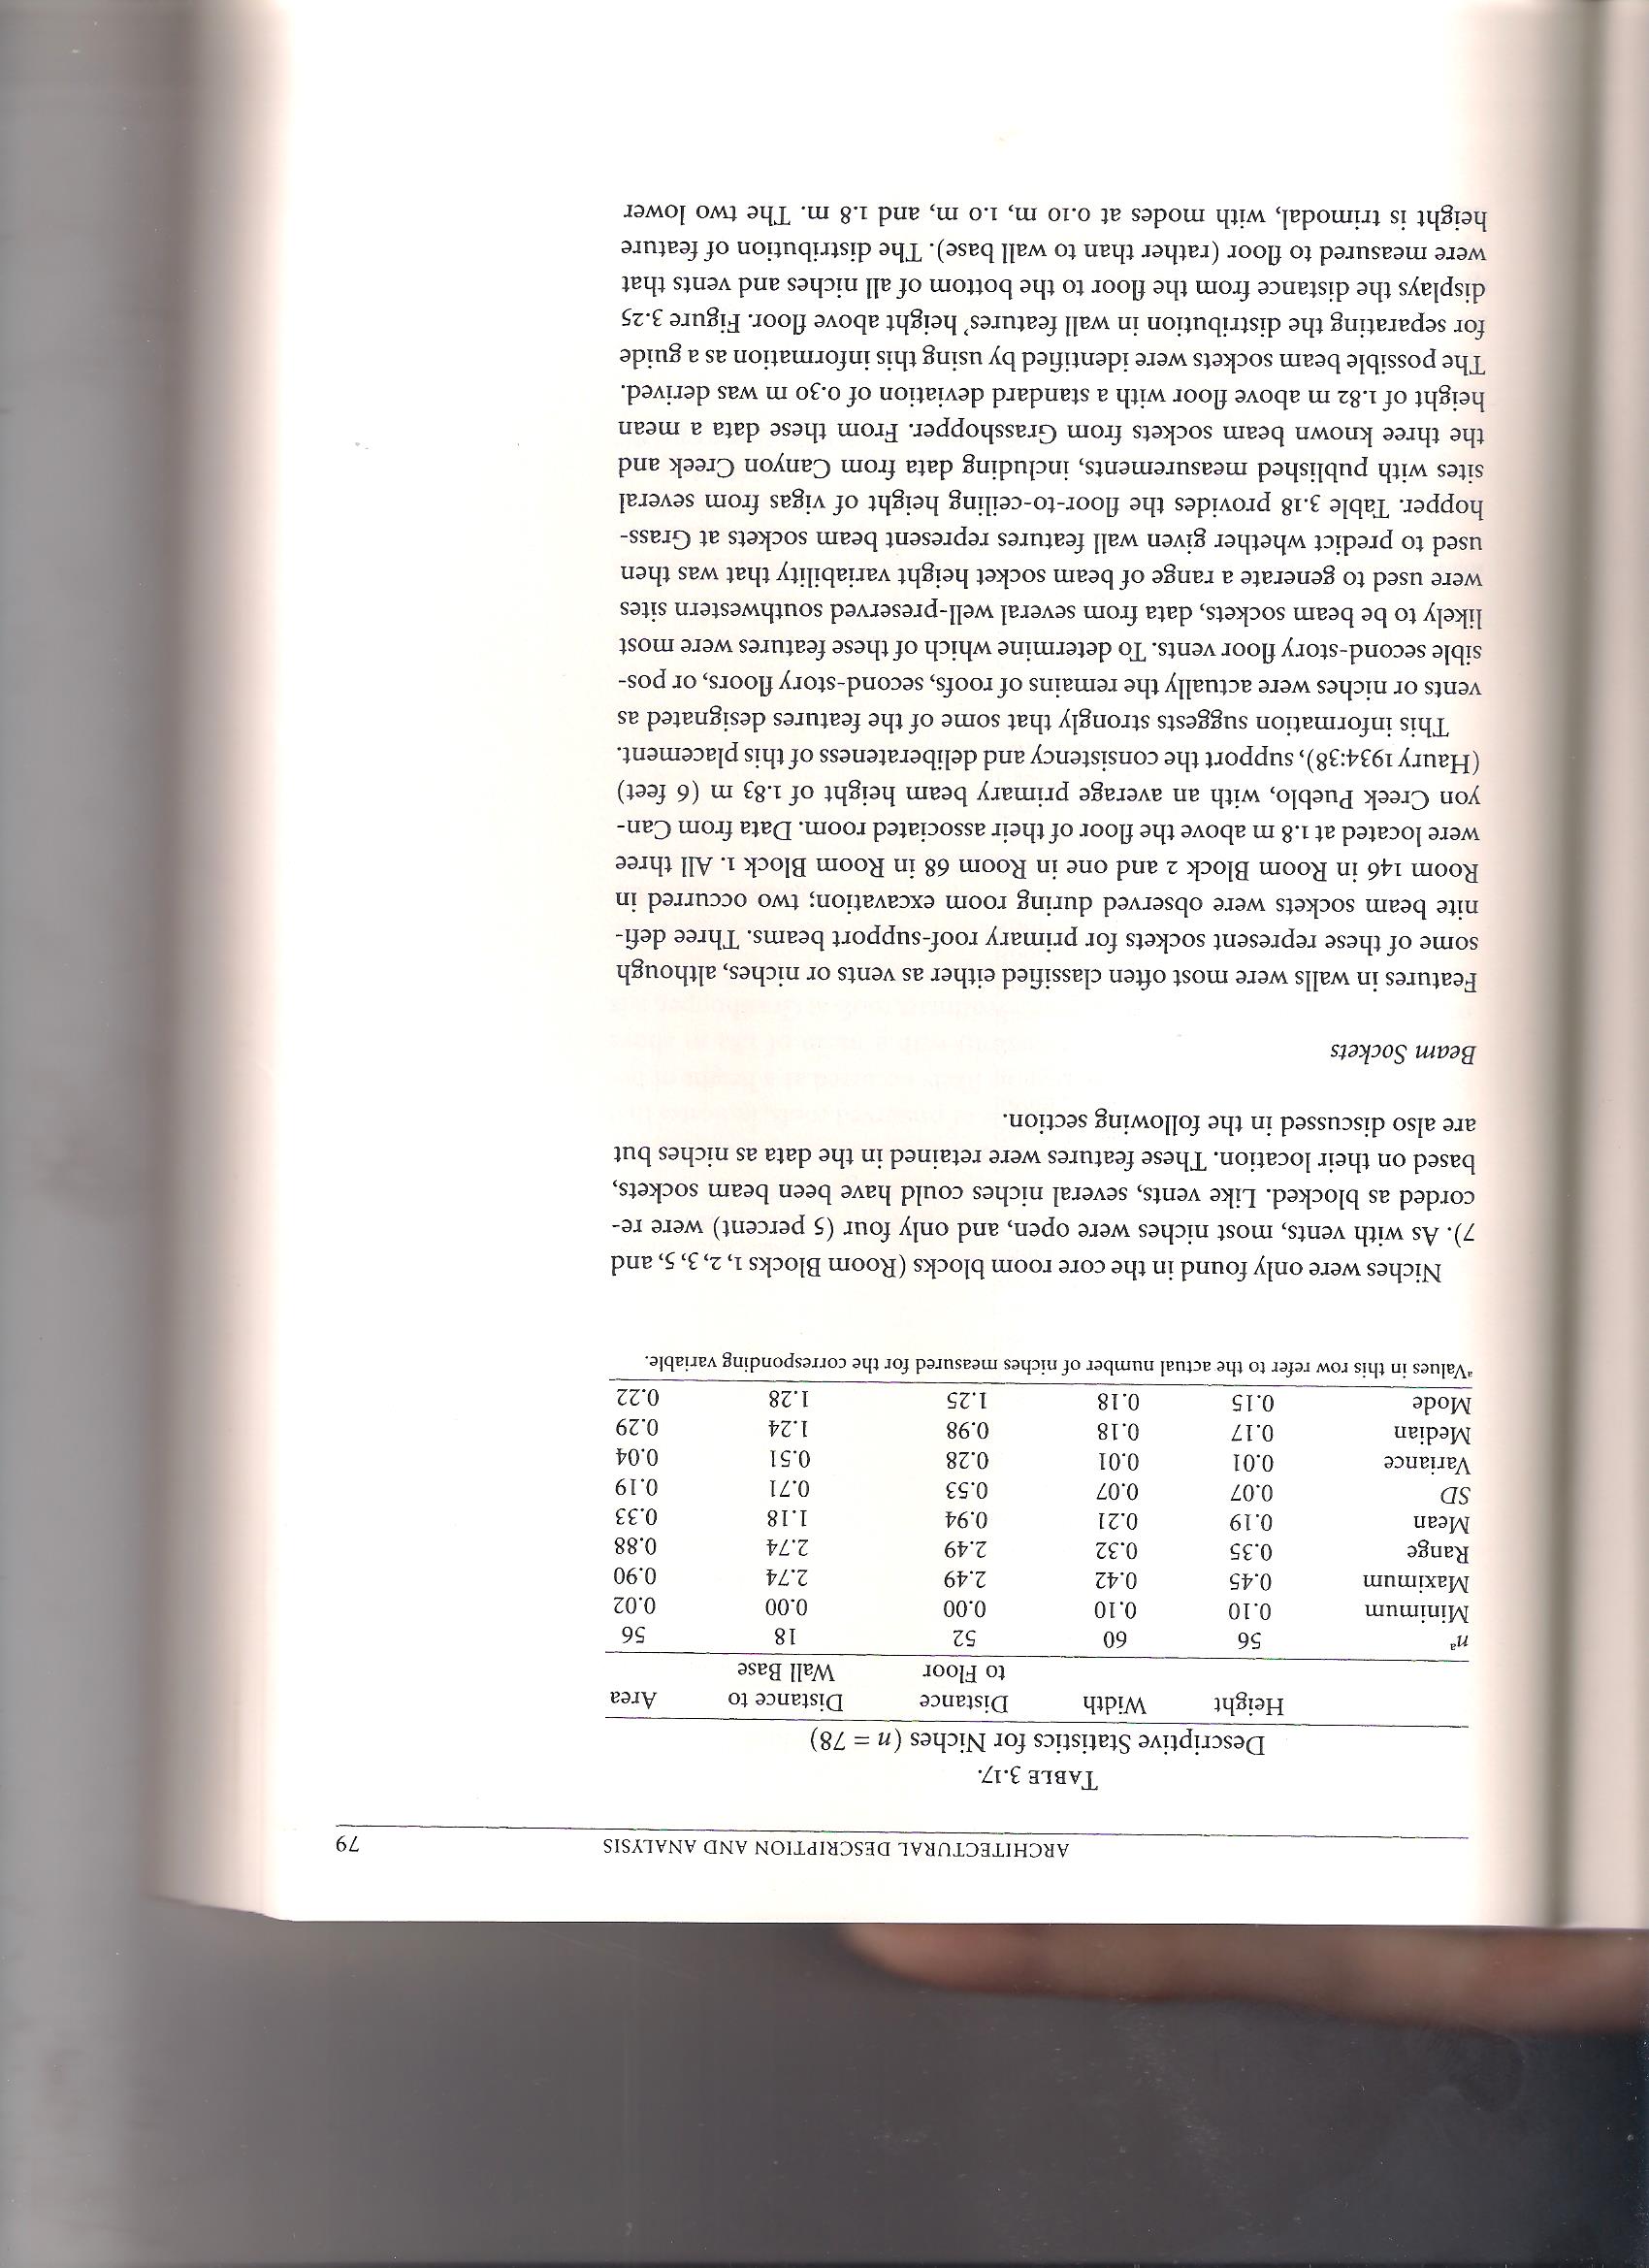 ARCHITECTURAL DESCRIPTION AND ANALYSIS 79
TABLE 3.17.
Descriptive Statistics for Niches (n = 78)
Height Width Distance to Floor Distance to Wall Base Area
nª 56 60 52 18 56
Minimum 0.10 0.10 0.00 0.00 0.02
Maximum 0.45 0.42 2.49 2.74 0.90
Range 0.35 0.32 2.49 2.74 0.88
Mean 0.19 0.21 0.94 1.18 0.33
SD 0.07 0.07 0.53 0.71 0.19
Variance 0.01 0.01 0.28 0.51 0.04
Median 0.17 0.18 0.98 1.24 0.29
Mode 0.15 0.18 1.25 1.28 0.22
ªValues in this row refer to the actual number of niches measured for the corresponding variable.
Niches were only found in the core room blocks (Room Blocks 1, 2, 3, 5, and
7). As with vents, most niches were open, and only four (5 percent) were re-
corded as blocked. Like vents, several niches could have been beam sockets,
based on their location. These features were retained in the data as niches but
are also discussed in the following section.
Beam Sockets
Features in walls were most often classified either as vents or niches, although
some of these represent sockets for primary roof-support beams. Three defi-
nite beam sockets were observed during room excavation; two occurred in
Room 146 in Room Block 2 and one in Room 68 in Room Block 1. All three
were located at 1.8 m above the floor of their associated room. Data from Can-
yon Creek Pueblo, with an average primary beam height of 1.83 m (6 feet)
(Haury 1934:38), support the consistency and deliberateness of this placement.
This information suggests strongly that some of the features designated as
vents or niches were actually the remains of roofs, second-story floors, or pos-
sible second-story floor vents. To determine which of these features were most
likely to be beam sockets, data from several well-preserved southwestern sites
were used to generate a range of beam socket height variability that was then
used to predict whether given wall features represent beam sockets at Grass-
hopper. Table 3.18 provides the floor-to-ceiling height of vigas from several
sites with published measurements, including data from Canyon Creek and
the three known beam sockets from Grasshopper. From these data a mean
height of 1.82 m above floor with a standard deviation of 0.30 m was derived.
The possible beam sockets were identified by using this information as a guide
for separating the distribution in wall features' height above floor. Figure 3.25
displays the distance from the floor to the bottom of all niches and vents that
were measured to floor (rather than to wall base). The distribution of feature
height is trimodal, with modes at 0.10 m, 1.0 m, and 1.8 m. The two lower